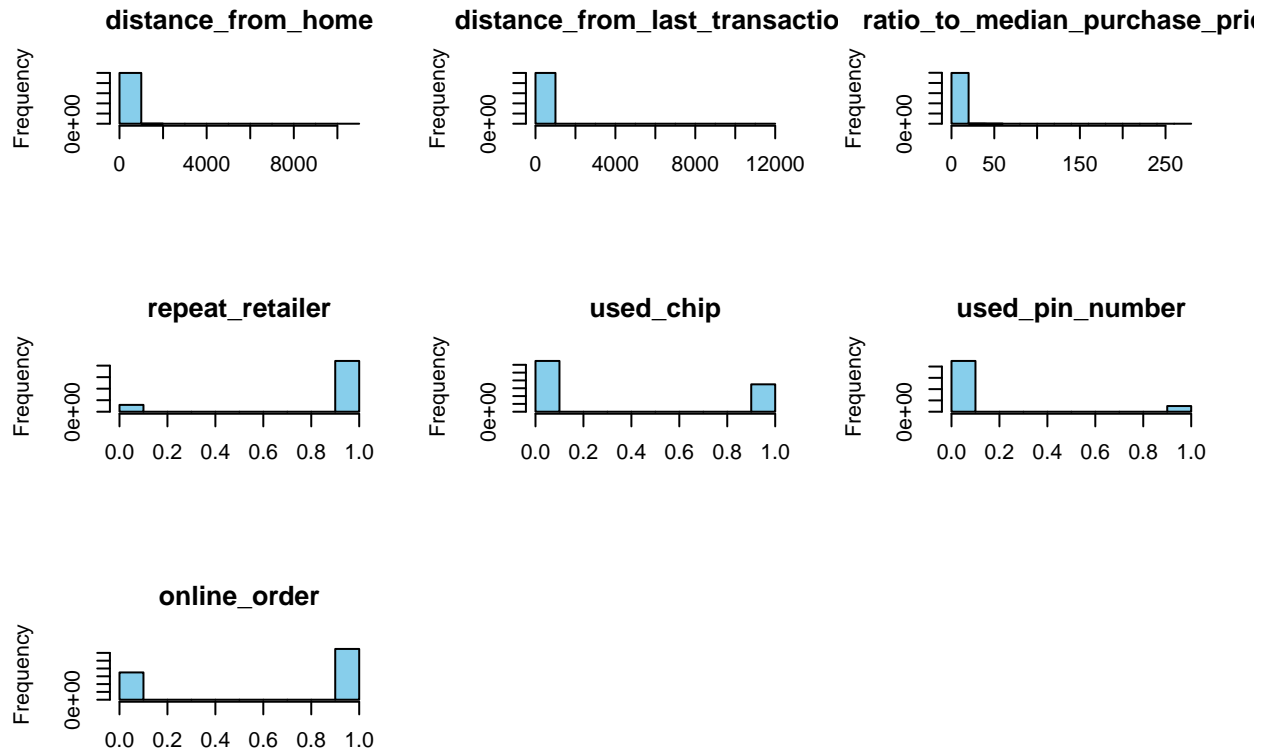 distance_from_home
Frequency
0e+00
0 4000 8000
distance_from_last_transactio
Frequency
0e+00
0 4000 8000 12000
ratio_to_median_purchase_pric
Frequency
0e+00
0 50 150 250
repeat_retailer
Frequency
0e+00
0.0 0.2 0.4 0.6 0.8 1.0
used_chip
Frequency
0e+00
0.0 0.2 0.4 0.6 0.8 1.0
used_pin_number
Frequency
0e+00
0.0 0.2 0.4 0.6 0.8 1.0
online_order
Frequency
0e+00
0.0 0.2 0.4 0.6 0.8 1.0